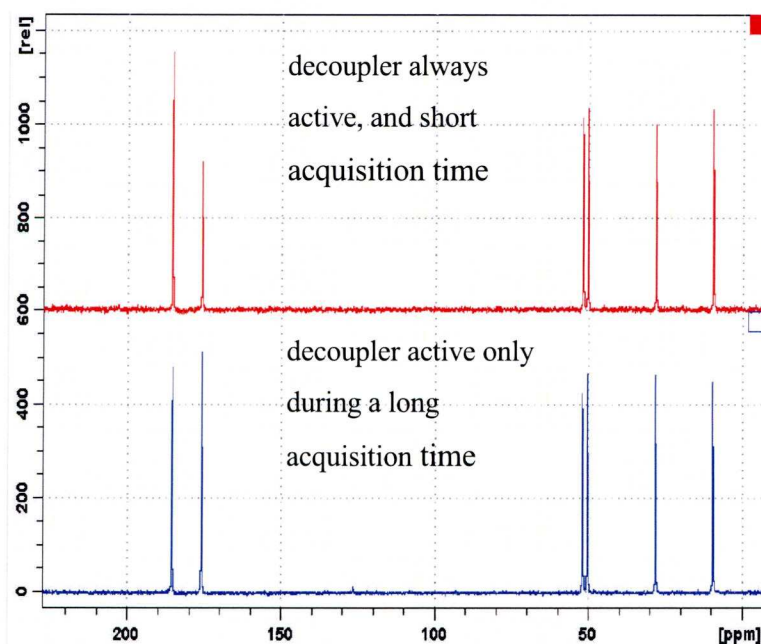 [rel]
decoupler always
active, and short
1000
acquisition time
800
600
decoupler active only
during a long
400
acquisition time
200
0
200 150 100 50 [ppm]